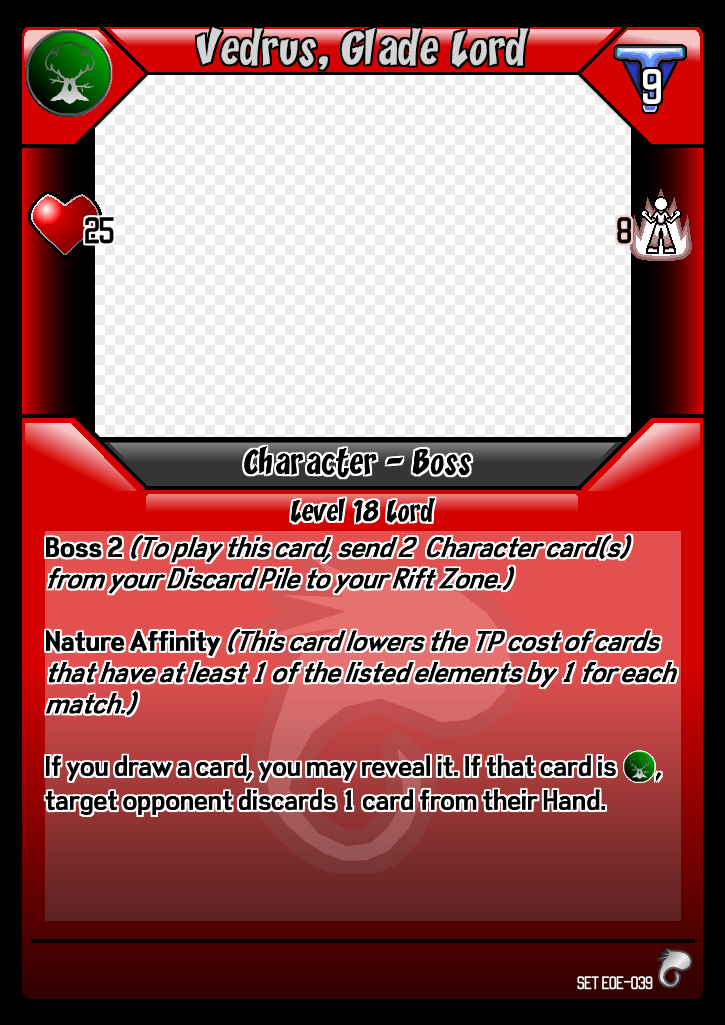 Vedrus, Glade Lord
9
25
8
Character - Boss
Level 18 Lord
Boss 2 (To play this card, send 2 Character card(s)
from your Discard Pile to your Rift Zone.)
Nature Affinity (This card lowers the TP cost of cards
that have at least 1 of the listed elements by 1 for each
match.)
If you draw a card, you may reveal it. If that card is ,
target opponent discards 1 card from their Hand.
SET EOE-039